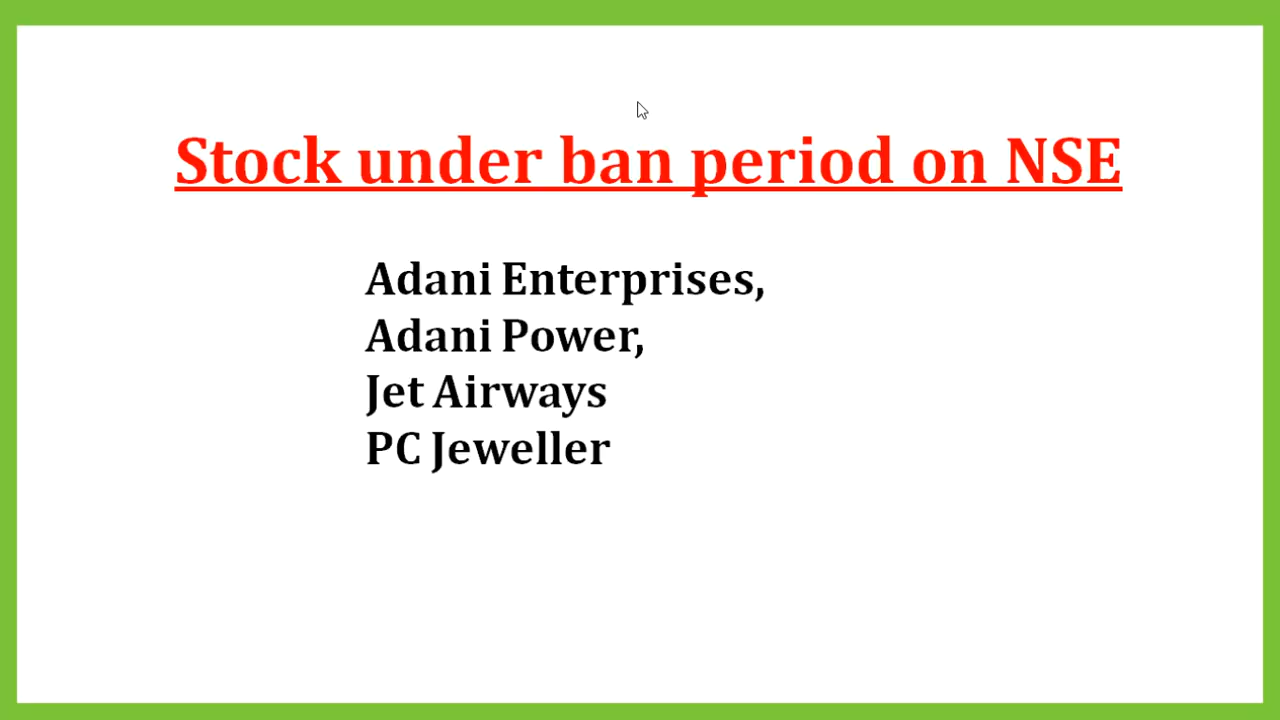 Stock under ban period on NSE
Adani Enterprises,
Adani Power,
Jet Airways
PC Jeweller